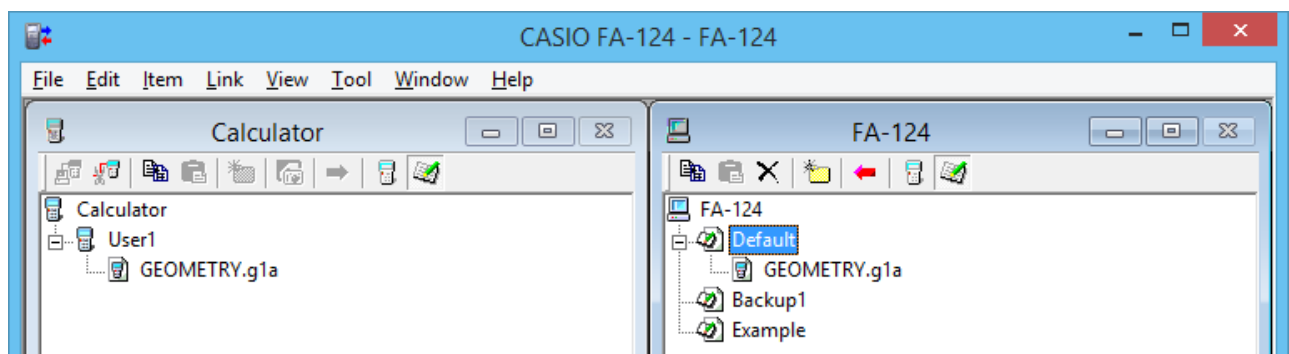 CASIO FA-124 - FA-124
File Edit Item Link View Tool Window Help
Calculator
Calculator
User1
GEOMETRY.g1a
FA-124
FA-124
Default
GEOMETRY.g1a
Backup1
Example